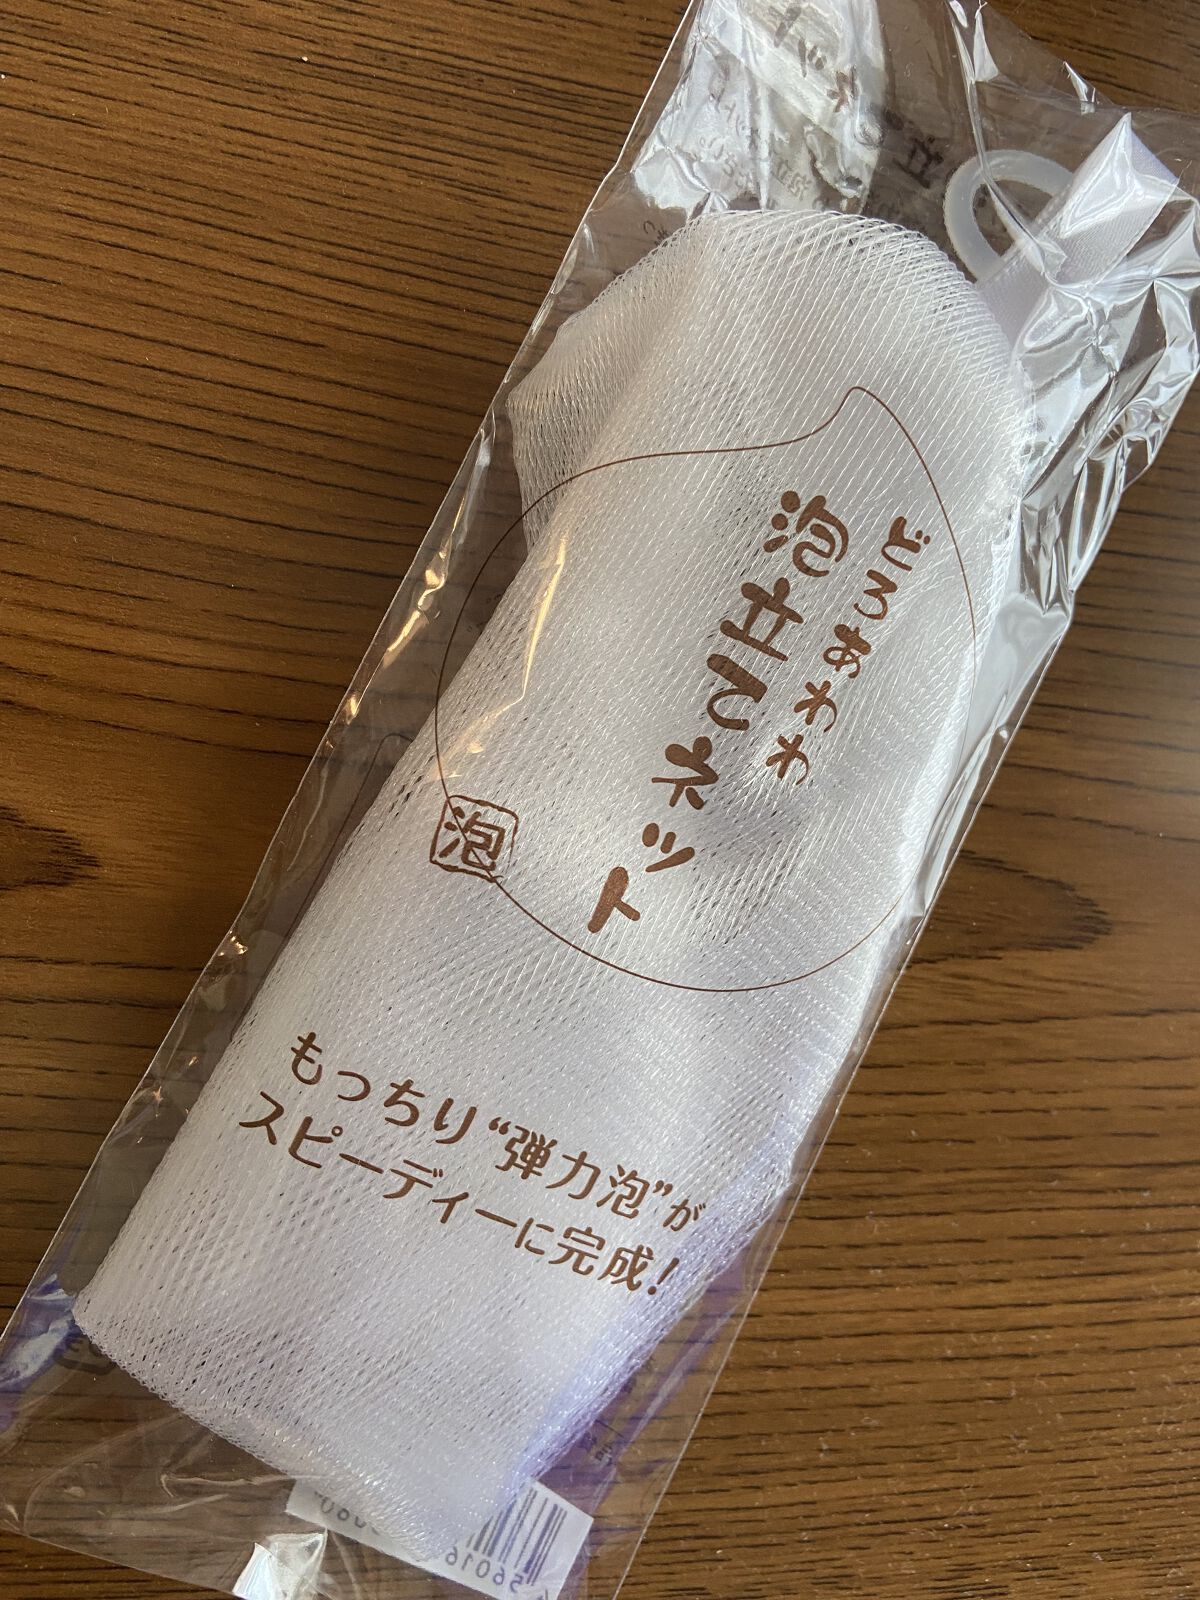 どろあわわ
泡立てネット
泡
もっちり“弾力泡”が
スピーディーに完成!